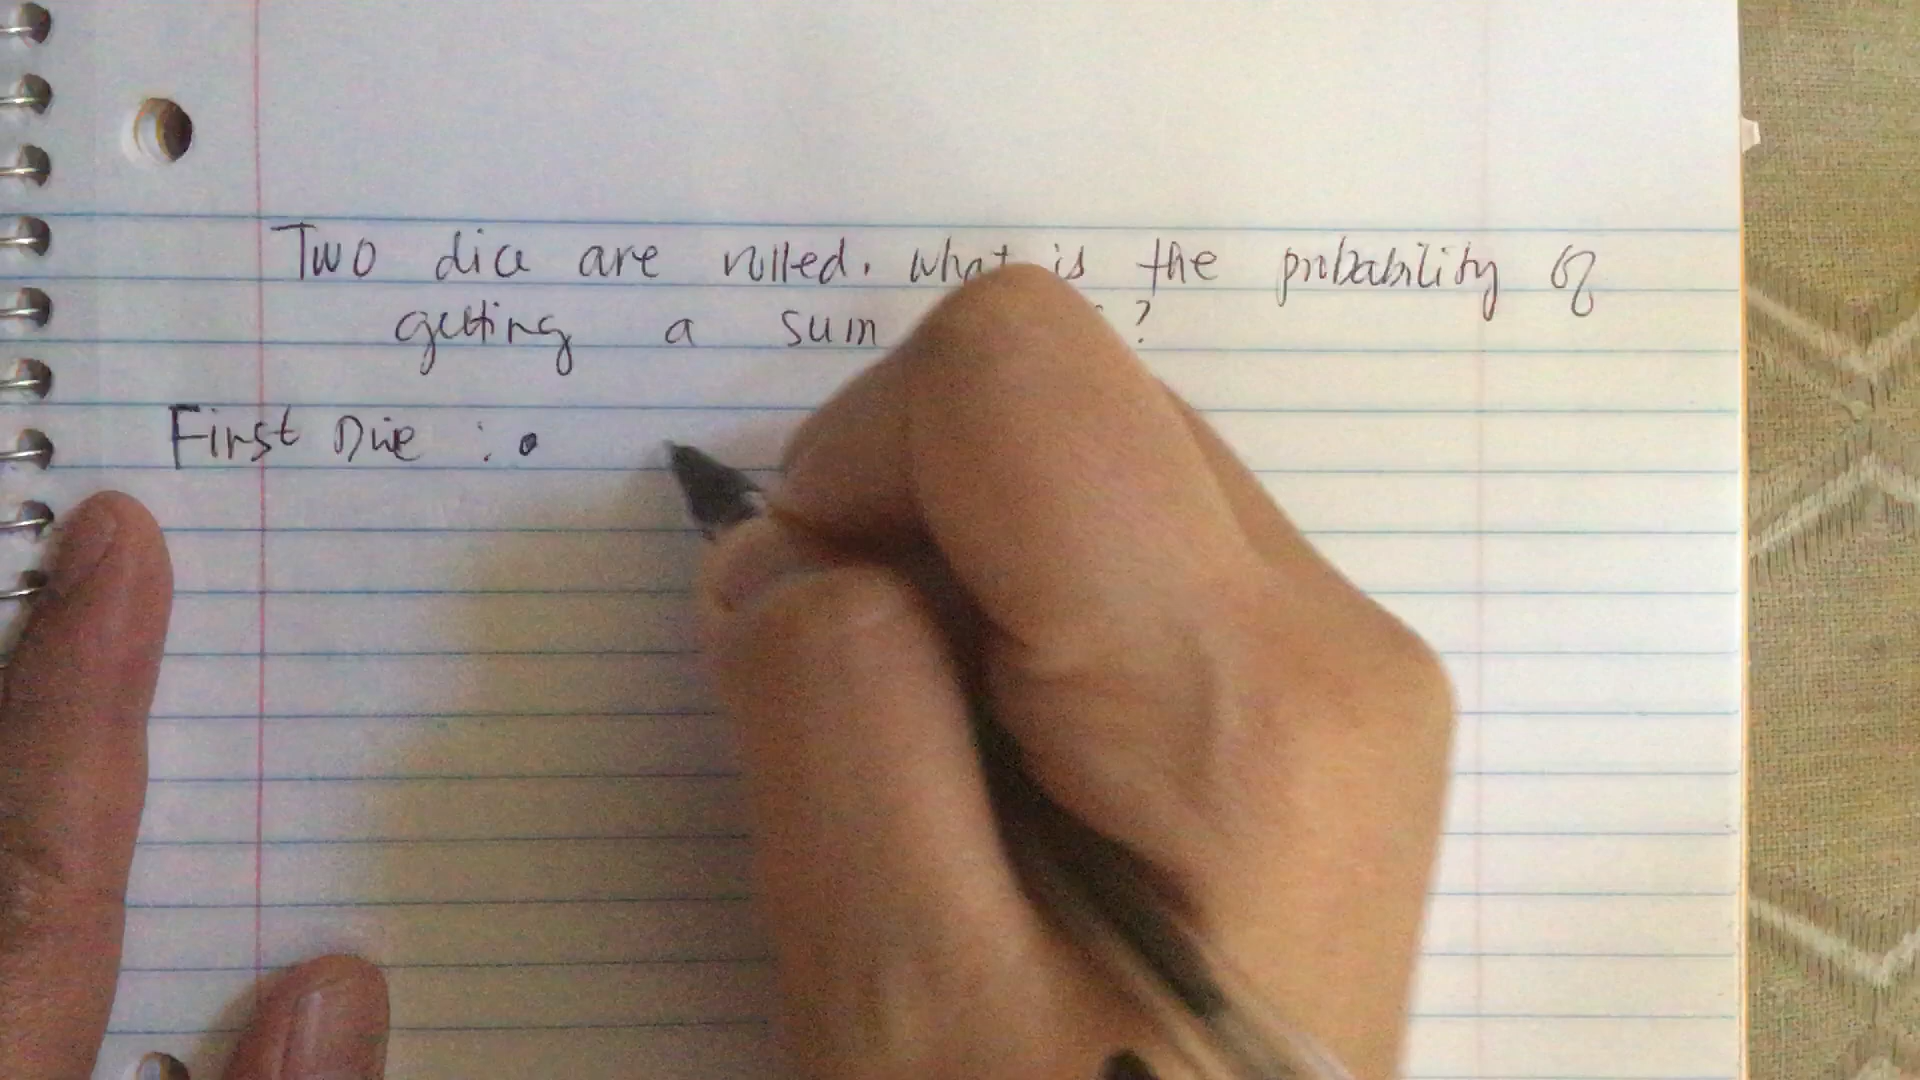 Two dice are rolled. What is the probability of
getting a sum ?
First Die :